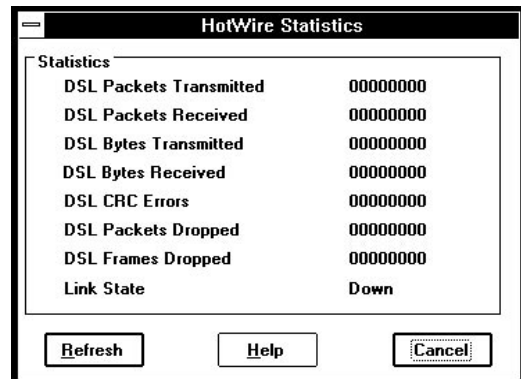 HotWire Statistics
Statistics
DSL Packets Transmitted 00000000
DSL Packets Received 00000000
DSL Bytes Transmitted 00000000
DSL Bytes Received 00000000
DSL CRC Errors 00000000
DSL Packets Dropped 00000000
DSL Frames Dropped 00000000
Link State Down
Refresh Help Cancel